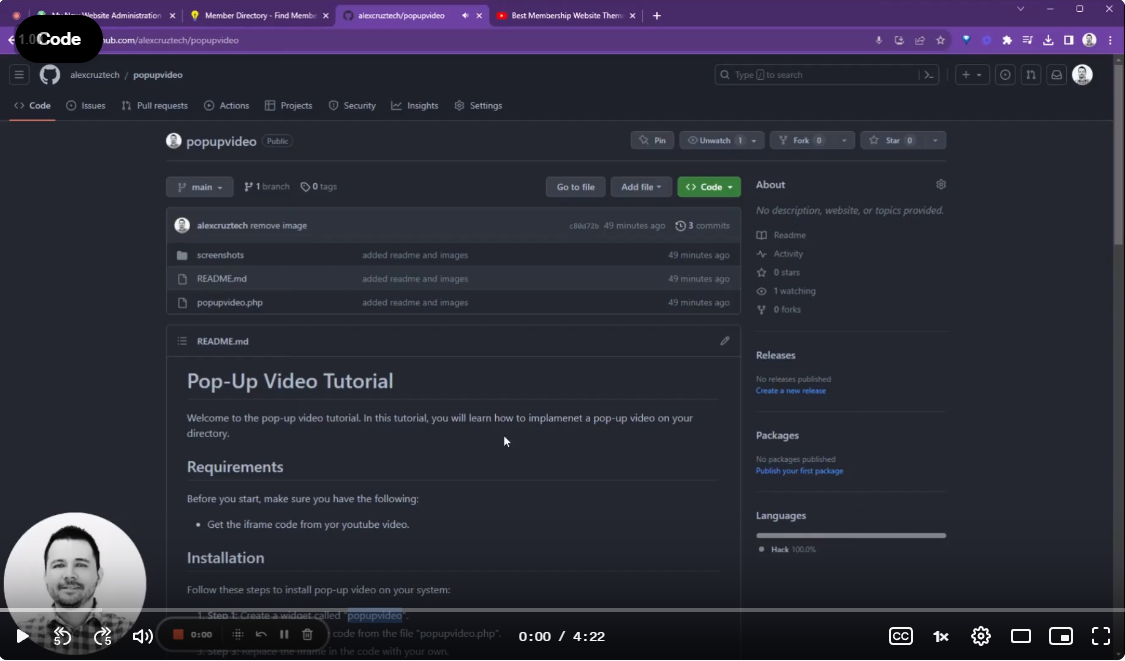 My New Website Administration
Member Directory - Find Membe
alexcruztech/popupvideo
Best Membership Website Theme
Code
hub.com/alexcruztech/popupvideo
alexcruztech / popupvideo
Type / to search
Code
Issues
Pull requests
Actions
Projects
Security
Insights
Settings
popupvideo Public
Pin
Unwatch 1
Fork 0
Star 0
main
1 branch
0 tags
Go to file
Add file
Code
alexcruztech remove image
c80d72b 49 minutes ago
3 commits
screenshots added readme and images 49 minutes ago
README.md added readme and images 49 minutes ago
popupvideo.php added readme and images 49 minutes ago
README.md
Pop-Up Video Tutorial
Welcome to the pop-up video tutorial. In this tutorial, you will learn how to implamenet a pop-up video on your
directory.
Requirements
Before you start, make sure you have the following:
• Get the iframe code from yor youtube video.
Installation
Follow these steps to install pop-up video on your system:
1. Step 1: Create a widget called "popupvideo".
code from the file "popupvideo.php".
3. Step 3: Replace the iframe in the code with your own.
About
No description, website, or topics provided.
Readme
Activity
0 stars
1 watching
0 forks
Releases
No releases published
Create a new release
Packages
No packages published
Publish your first package
Languages
Hack 100.0%
5
5
0:00
0:00 / 4:22
CC
1x